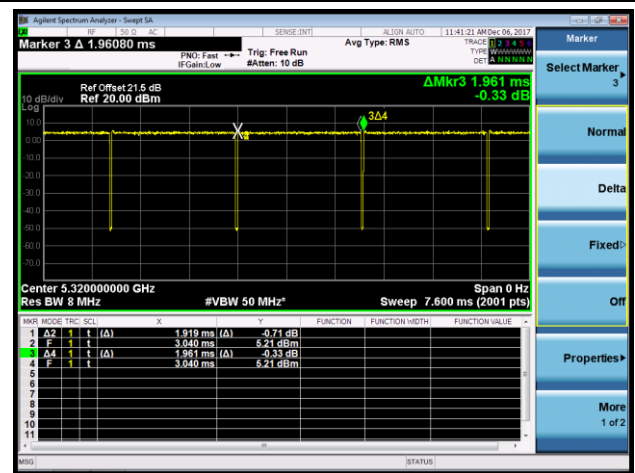 Agilent Spectrum Analyzer - Swept SA
RF 50 Ω AC SENSE:INT ALIGN AUTO 11:41:21 AM Dec 06, 2017
Marker 3 Δ 1.96080 ms
PNO: Fast Trig: Free Run
IFGain:Low #Atten: 10 dB
Avg Type: RMS
TRACE 1 2 3 4 5 6
TYPE
DET A N N N N N
Marker
Select Marker
3
Normal
Delta
Fixed
Off
Properties
More
1 of 2
Ref Offset 21.5 dB
10 dB/div Ref 20.00 dBm
Log
ΔMkr3 1.961 ms
-0.33 dB
10.0
0.00
-10.0
-20.0
-30.0
-40.0
-50.0
-60.0
-70.0
3Δ4
Center 5.320000000 GHz Span 0 Hz
Res BW 8 MHz #VBW 50 MHz* Sweep 7.600 ms (2001 pts)
MKR MODE TRC SCL X Y FUNCTION FUNCTION WIDTH FUNCTION VALUE
1 Δ2 1 t (Δ) 1.919 ms (Δ) -0.71 dB
2 F 1 t 3.040 ms 5.21 dBm
3 Δ4 1 t (Δ) 1.961 ms (Δ) -0.33 dB
4 F 1 t 3.040 ms 5.21 dBm
5
6
7
8
9
10
11
MSG STATUS